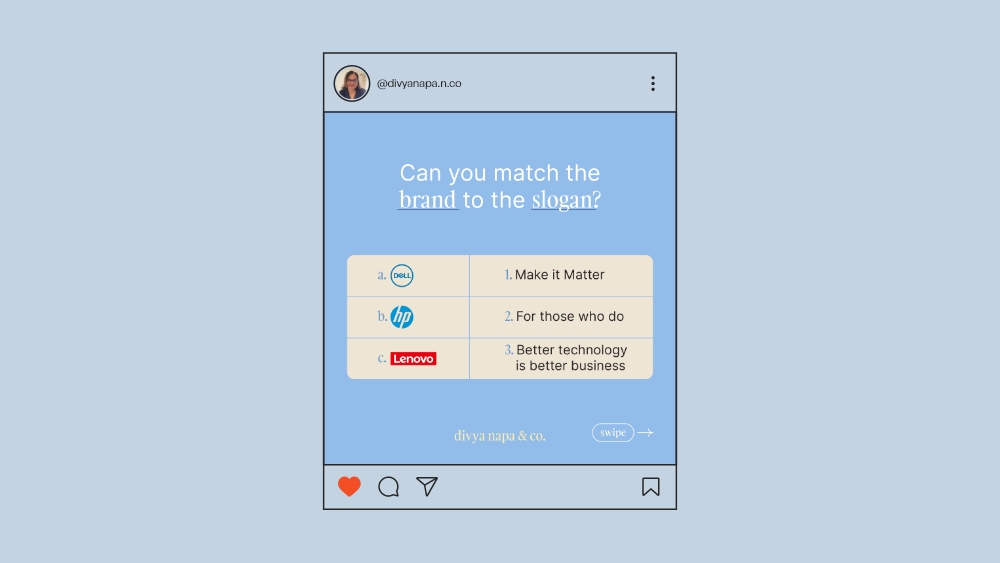 @divyanapa.n.co
Can you match the
brand to the slogan?
a. DELL
1. Make it Matter
b. hp
2. For those who do
c. Lenovo
3. Better technology
is better business
divya napa & co.
swipe